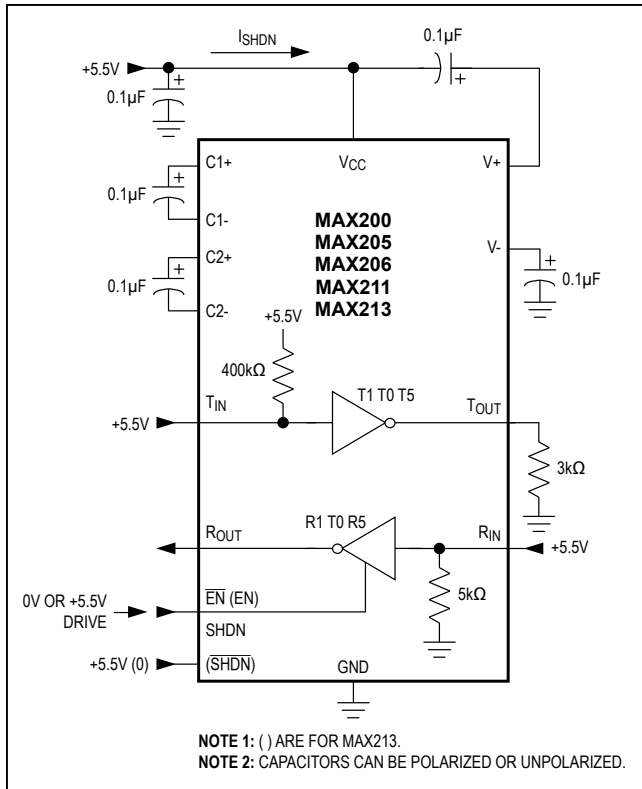 I_SHDN
0.1µF
+5.5V
+
+
0.1µF
C1+
VCC
V+
+
0.1µF
C1-
MAX200
MAX205
MAX206
MAX211
MAX213
C2+
V-
+
+
0.1µF
0.1µF
C2-
+5.5V
400kΩ
T1 T0 T5
TIN
TOUT
+5.5V
3kΩ
R1 T0 R5
ROUT
RIN
+5.5V
5kΩ
0V OR +5.5V
DRIVE
EN (EN)
SHDN
+5.5V (0)
(SHDN)
GND
NOTE 1: ( ) ARE FOR MAX213.
NOTE 2: CAPACITORS CAN BE POLARIZED OR UNPOLARIZED.